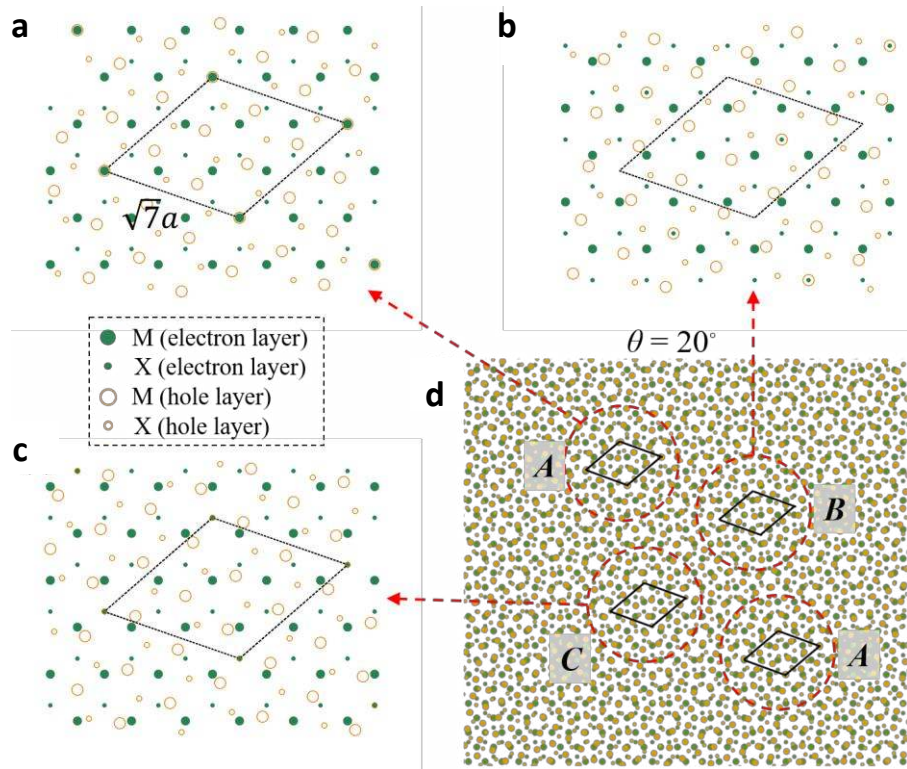 a
b
√7a
M (electron layer)
X (electron layer)
M (hole layer)
X (hole layer)
θ = 20°
d
A
B
c
C
A